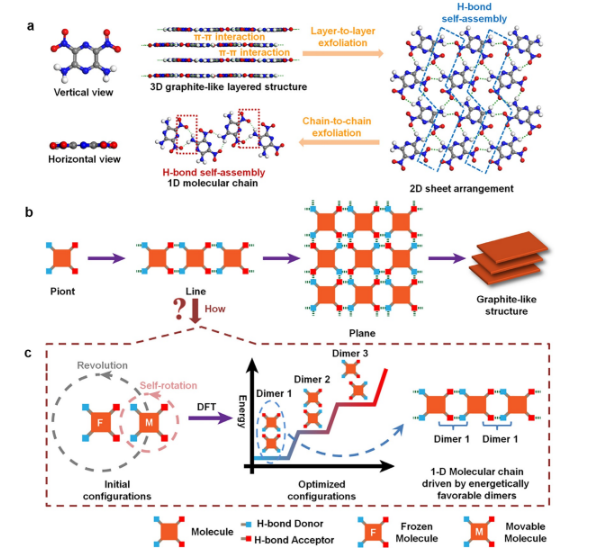 a
Vertical view
Horizontal view
π-π interaction
π-π interaction
3D graphite-like layered structure
Layer-to-layer
exfoliation
H-bond
self-assembly
Chain-to-chain
exfoliation
H-bond self-assembly
1D molecular chain
2D sheet arrangement
b
Piont
Line
Plane
Graphite-like
structure
?
How
c
Revolution
Self-rotation
F
M
Initial
configurations
DFT
Energy
Dimer 1
Dimer 2
Dimer 3
Optimized
configurations
Dimer 1
Dimer 1
1-D Molecular chain
driven by energetically
favorable dimers
Molecule
H-bond Donor
H-bond Acceptor
F
Frozen
Molecule
M
Movable
Molecule